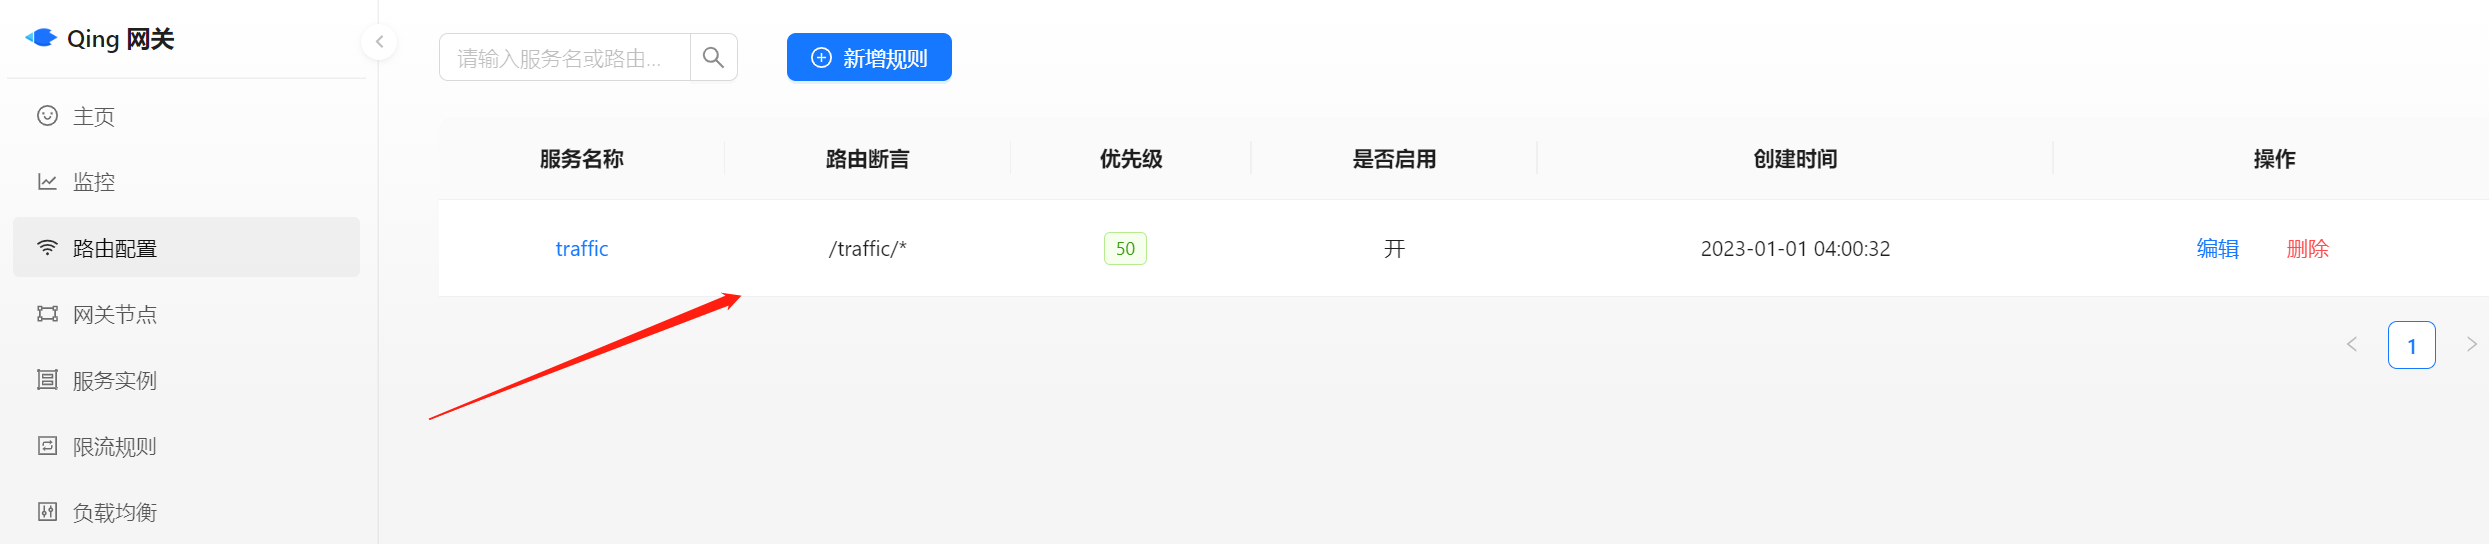 Qing 网关
主页
监控
路由配置
网关节点
服务实例
限流规则
负载均衡
请输入服务名或路由...
新增规则
服务名称 路由断言 优先级 是否启用 创建时间 操作
traffic /traffic/* 50 开 2023-01-01 04:00:32 编辑 删除
1